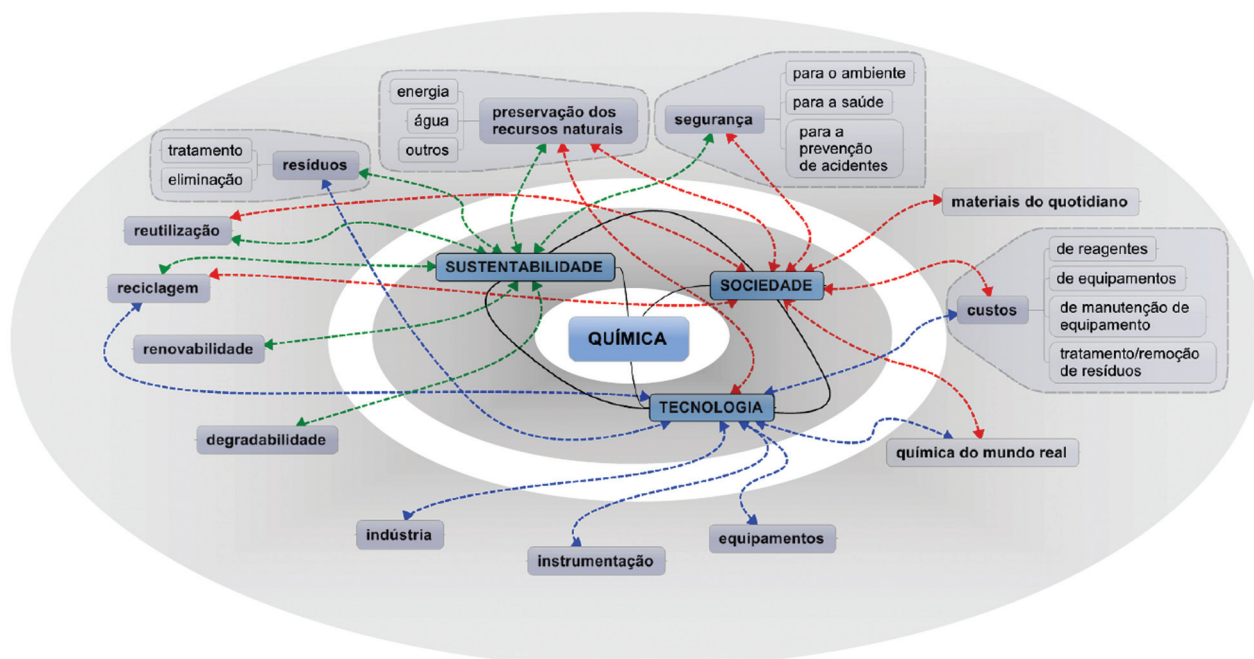 energia
água
outros
preservação dos
recursos naturais
segurança
para o ambiente
para a saúde
para a
prevenção
de acidentes
tratamento
eliminação
resíduos
reutilização
reciclagem
renovabilidade
degradabilidade
SUSTENTABILIDADE
SOCIEDADE
QUÍMICA
TECNOLOGIA
materiais do quotidiano
custos
de reagentes
de equipamentos
de manutenção de
equipamento
tratamento/remoção
de resíduos
química do mundo real
indústria
instrumentação
equipamentos